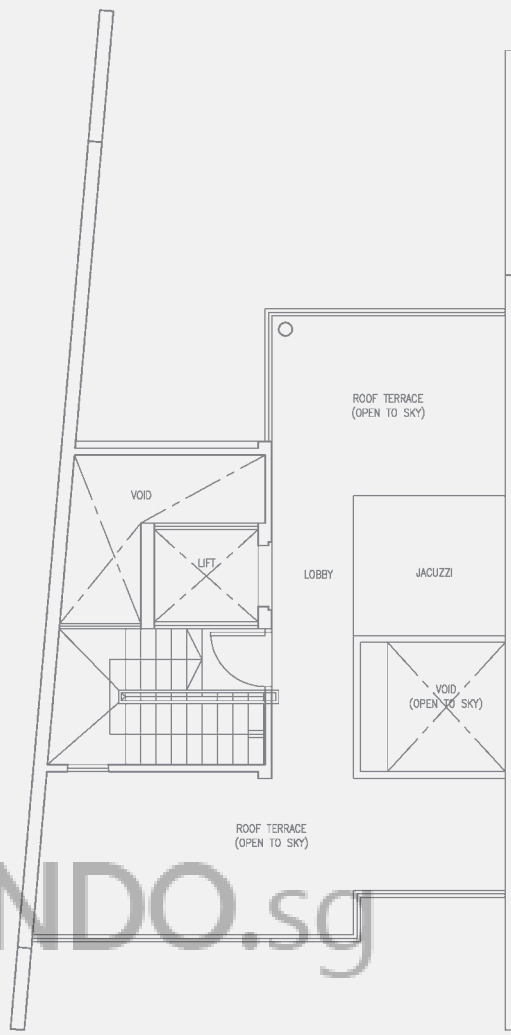 ROOF TERRACE
(OPEN TO SKY)
VOID
LIFT
LOBBY
JACUZZI
VOID
(OPEN TO SKY)
ROOF TERRACE
(OPEN TO SKY)
NDO.sg